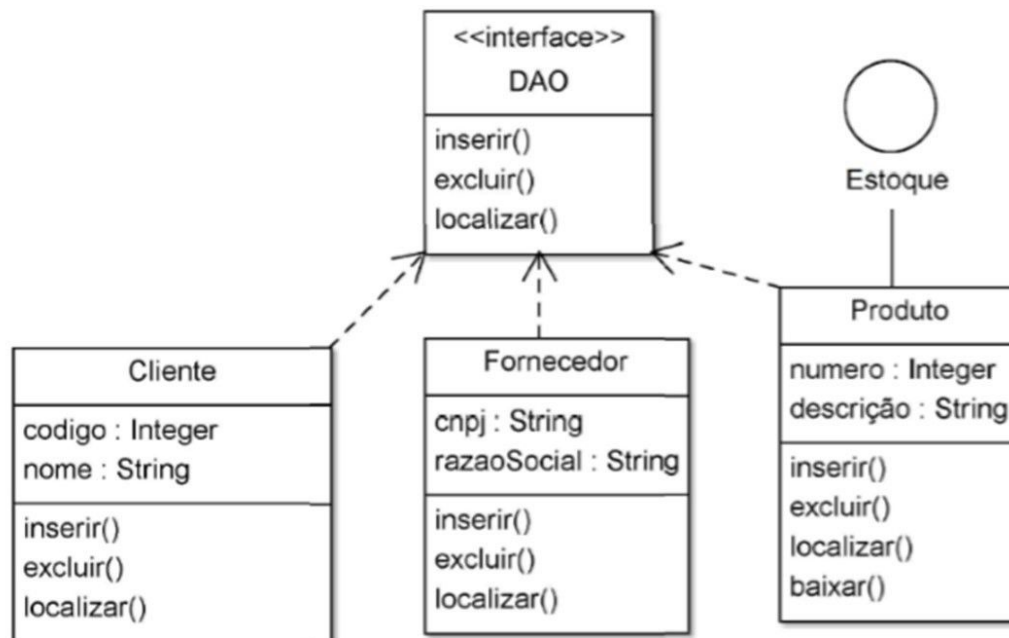 <<interface>>
DAO
inserir()
excluir()
localizar()
Estoque
Cliente
codigo : Integer
nome : String
inserir()
excluir()
localizar()
Fornecedor
cnpj : String
razaoSocial : String
inserir()
excluir()
localizar()
Produto
numero : Integer
descrição : String
inserir()
excluir()
localizar()
baixar()